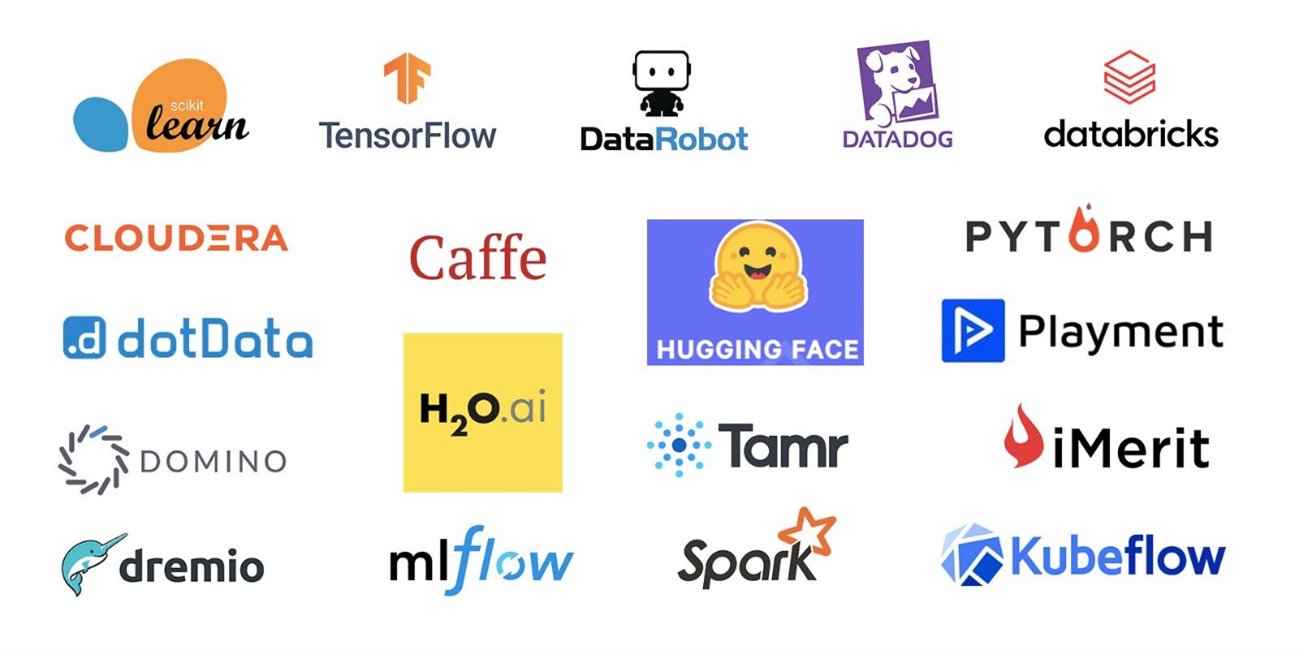 scikit
learn
TensorFlow
DataRobot
DATADOG
databricks
CLOUDERA
Caffe
HUGGING FACE
PYTORCH
.d dotData
H2O.ai
Playment
DOMINO
Tamr
iMerit
dremio
mlflow
Spark
Kubeflow